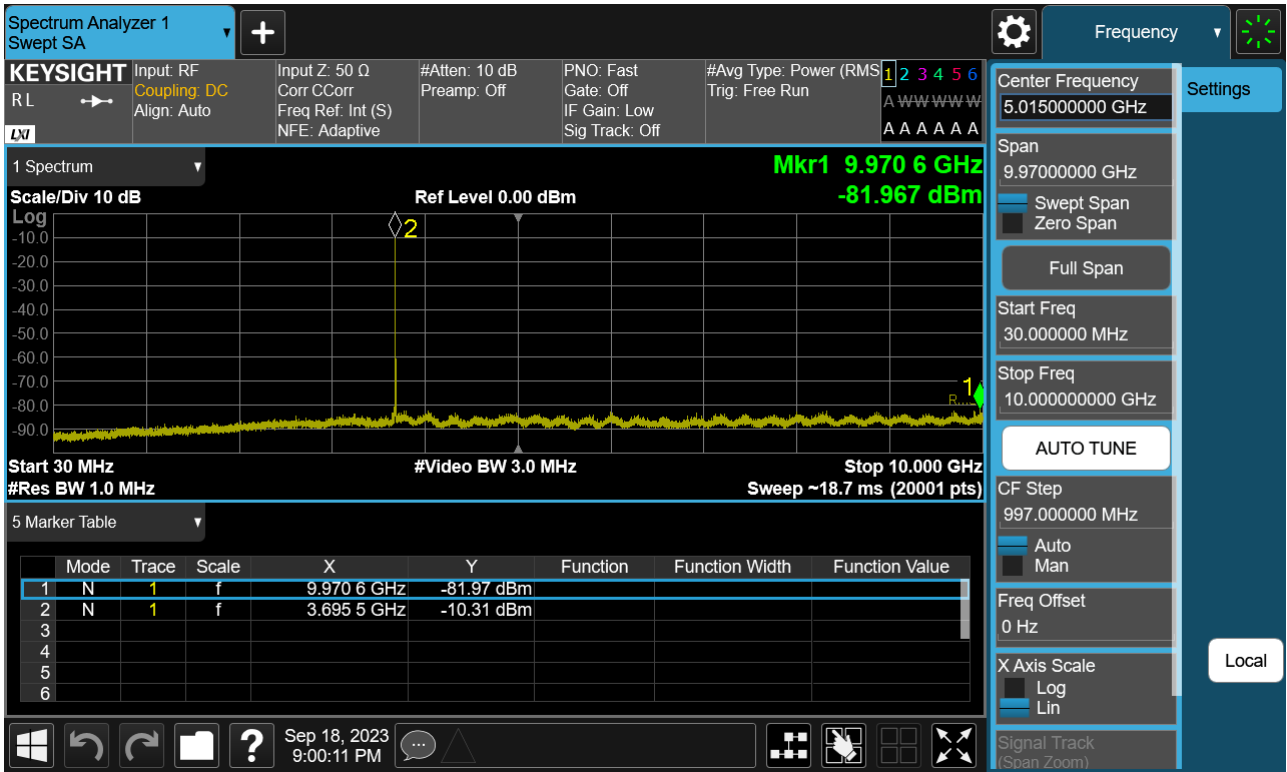 Spectrum Analyzer 1
Swept SA
Frequency
KEYSIGHT
R L
LXI
Input: RF
Coupling: DC
Align: Auto
Input Z: 50 Ω
Corr CCorr
Freq Ref: Int (S)
NFE: Adaptive
#Atten: 10 dB
Preamp: Off
PNO: Fast
Gate: Off
IF Gain: Low
Sig Track: Off
#Avg Type: Power (RMS
Trig: Free Run
1 2 3 4 5 6
A W W W W W
A A A A A A
1 Spectrum
Mkr1 9.970 6 GHz
Scale/Div 10 dB
Ref Level 0.00 dBm
-81.967 dBm
Log
2
-10.0
-20.0
-30.0
-40.0
-50.0
-60.0
-70.0
1
R....
-80.0
-90.0
Start 30 MHz
#Video BW 3.0 MHz
Stop 10.000 GHz
#Res BW 1.0 MHz
Sweep ~18.7 ms (20001 pts)
5 Marker Table
Mode Trace Scale X Y Function Function Width Function Value
1 N 1 f 9.970 6 GHz -81.97 dBm
2 N 1 f 3.695 5 GHz -10.31 dBm
3
4
5
6
?
Sep 18, 2023
9:00:11 PM
Center Frequency
5.015000000 GHz
Settings
Span
9.97000000 GHz
Swept Span
Zero Span
Full Span
Start Freq
30.000000 MHz
Stop Freq
10.000000000 GHz
AUTO TUNE
CF Step
997.000000 MHz
Auto
Man
Freq Offset
0 Hz
X Axis Scale
Log
Lin
Local
Signal Track
(Span Zoom)